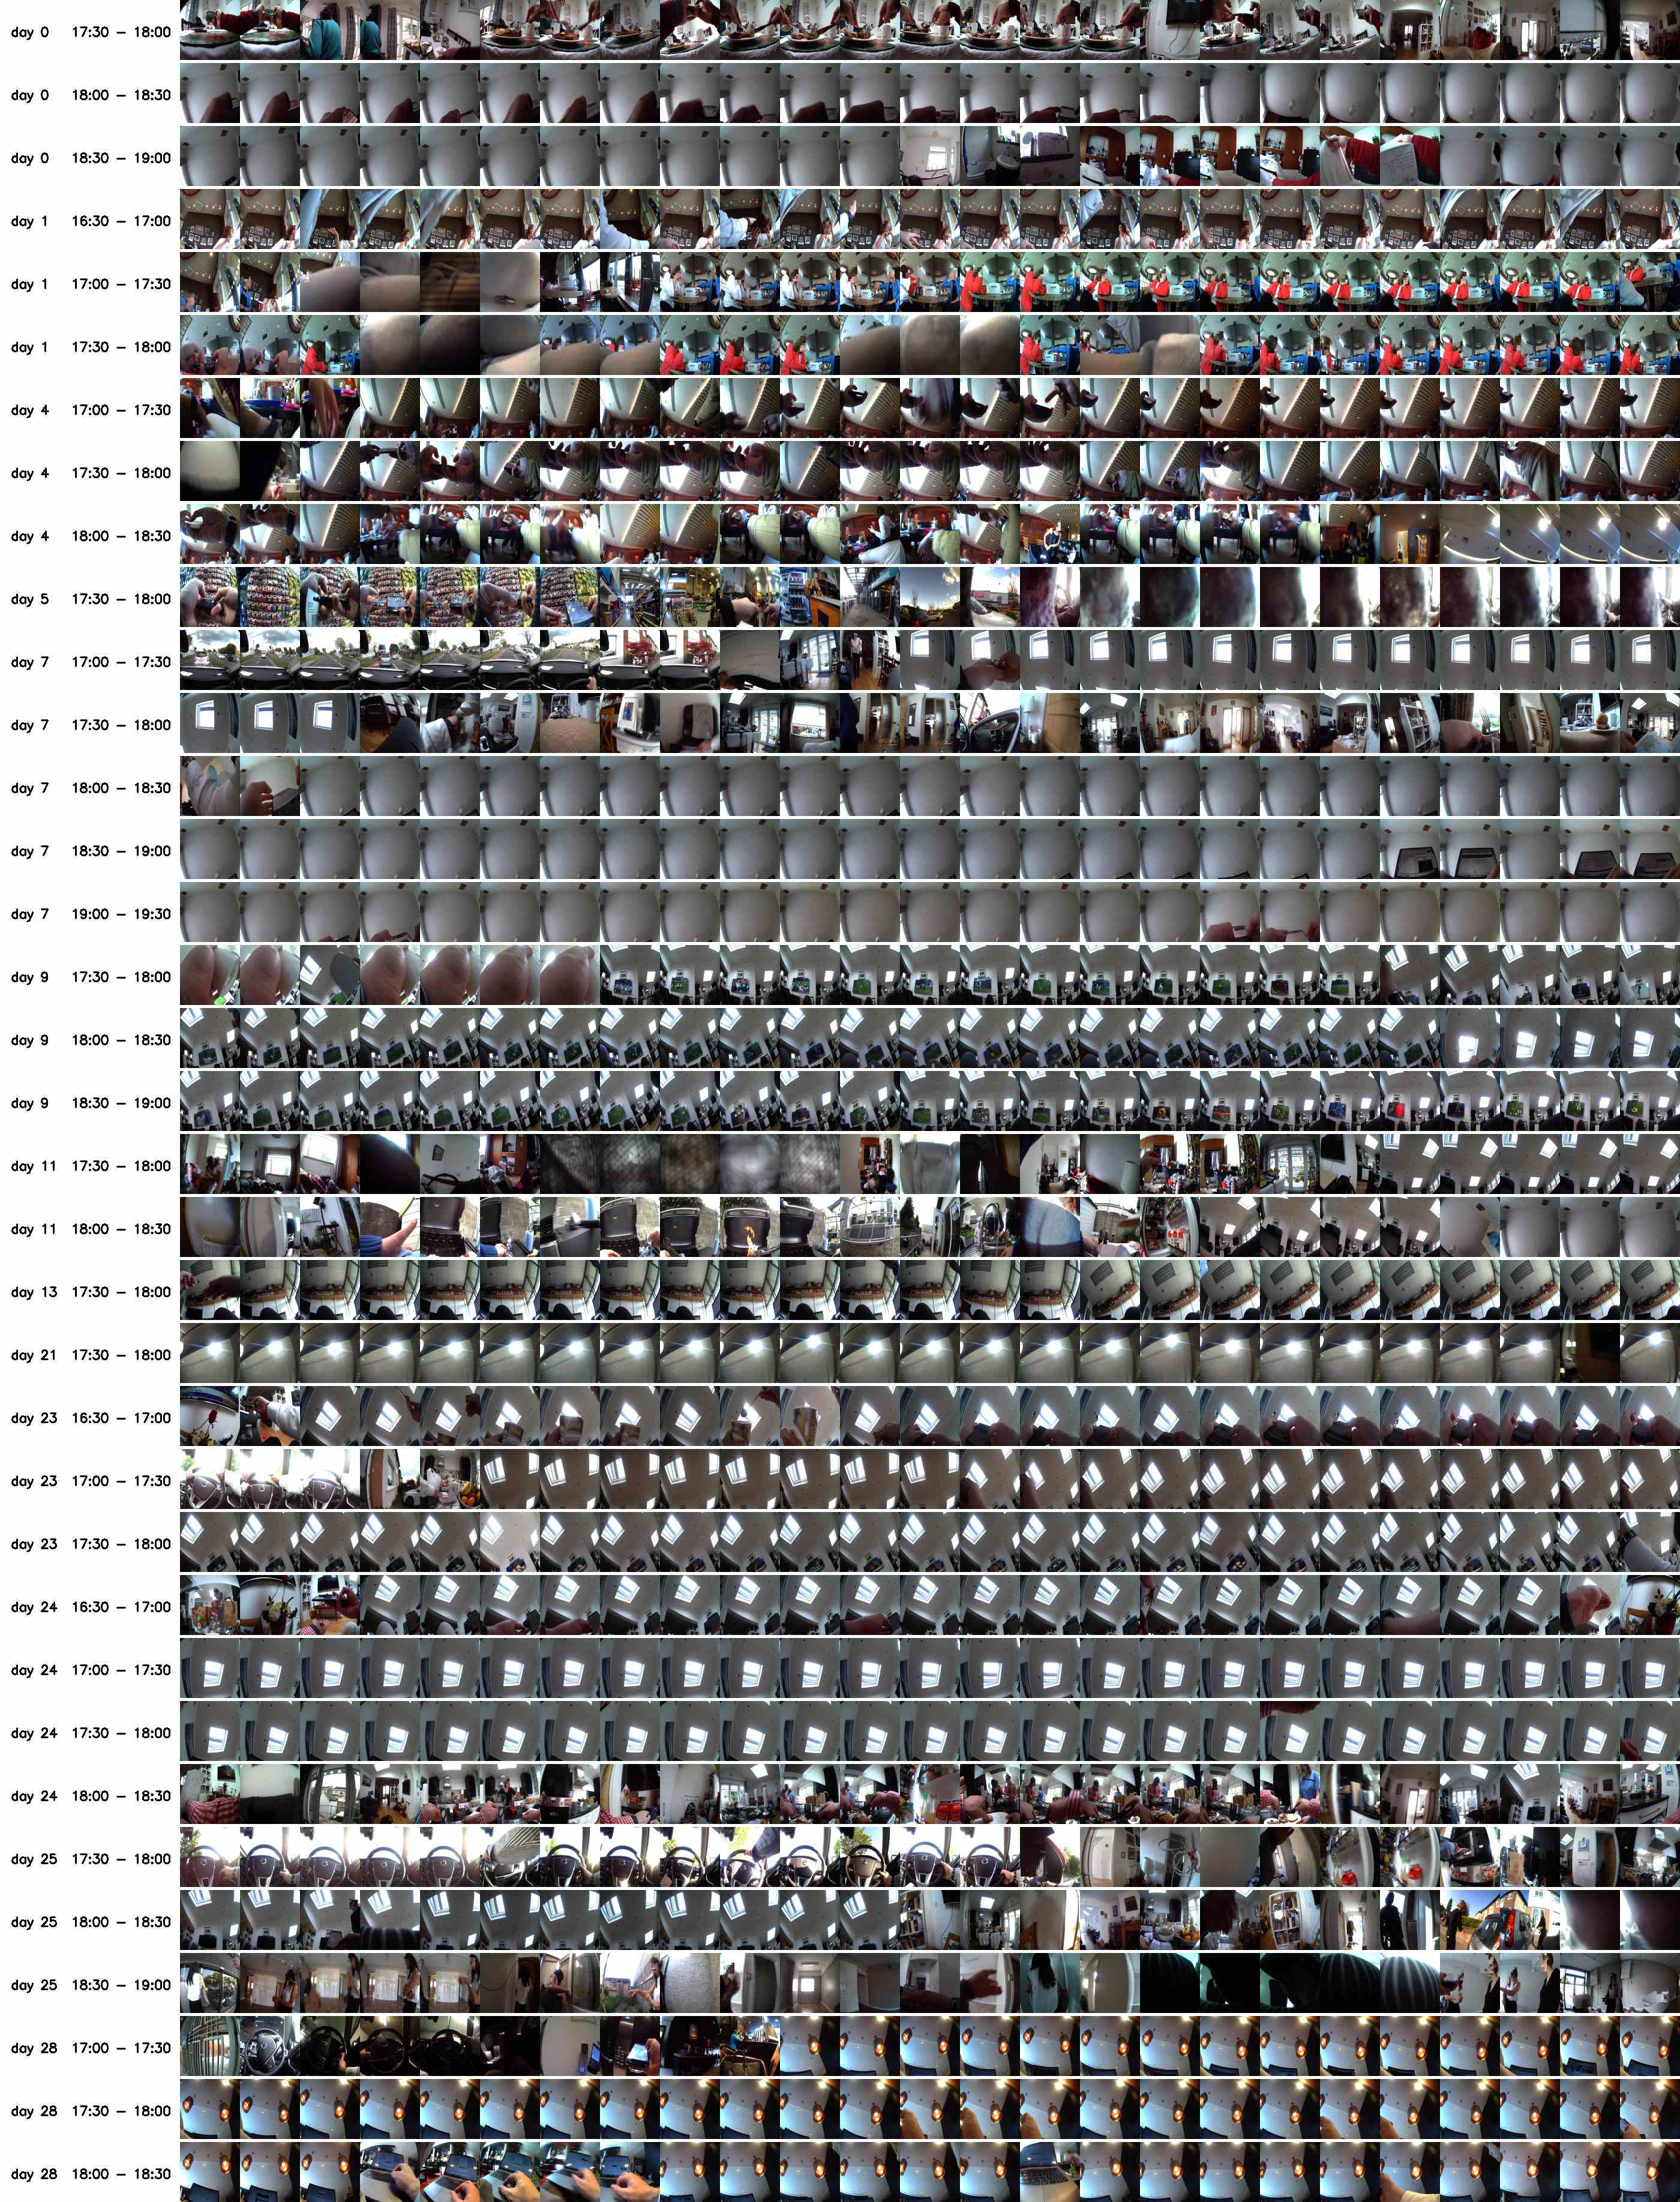 day 0 17:30 – 18:00
day 0 18:00 – 18:30
day 0 18:30 – 19:00
day 1 16:30 – 17:00
day 1 17:00 – 17:30
day 1 17:30 – 18:00
day 4 17:00 – 17:30
day 4 17:30 – 18:00
day 4 18:00 – 18:30
day 5 17:30 – 18:00
day 7 17:00 – 17:30
day 7 17:30 – 18:00
day 7 18:00 – 18:30
day 7 18:30 – 19:00
day 7 19:00 – 19:30
day 9 17:30 – 18:00
day 9 18:00 – 18:30
day 9 18:30 – 19:00
day 11 17:30 – 18:00
day 11 18:00 – 18:30
day 13 17:30 – 18:00
day 21 17:30 – 18:00
day 23 16:30 – 17:00
day 23 17:00 – 17:30
day 23 17:30 – 18:00
day 24 16:30 – 17:00
day 24 17:00 – 17:30
day 24 17:30 – 18:00
day 24 18:00 – 18:30
day 25 17:30 – 18:00
day 25 18:00 – 18:30
day 25 18:30 – 19:00
day 28 17:00 – 17:30
day 28 17:30 – 18:00
day 28 18:00 – 18:30